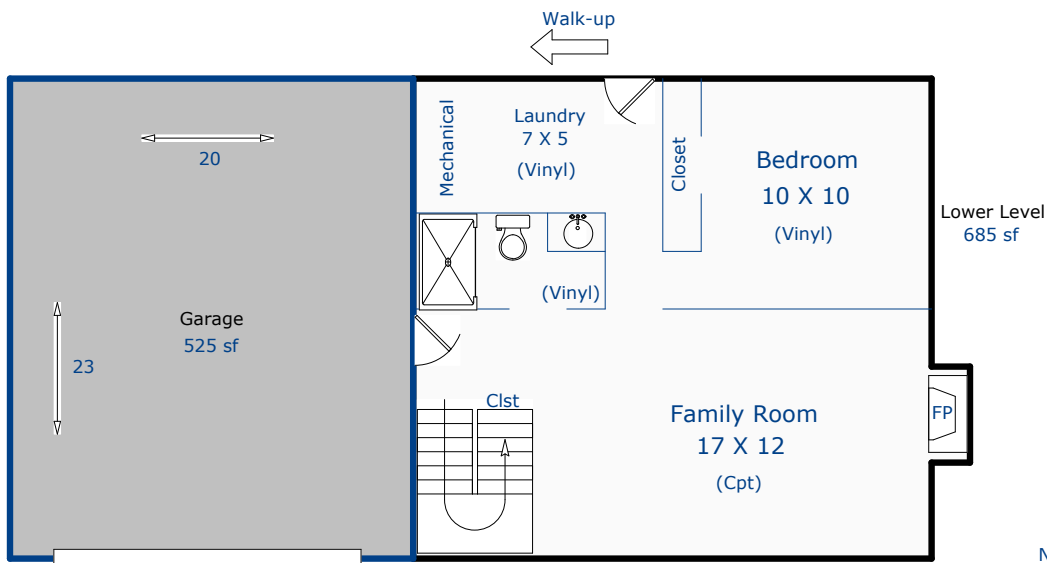 Walk-up
Mechanical
Laundry
7 X 5
(Vinyl)
Closet
Bedroom
10 X 10
(Vinyl)
20
Lower Level
685 sf
(Vinyl)
Garage
525 sf
23
Clst
Family Room
17 X 12
(Cpt)
FP
N